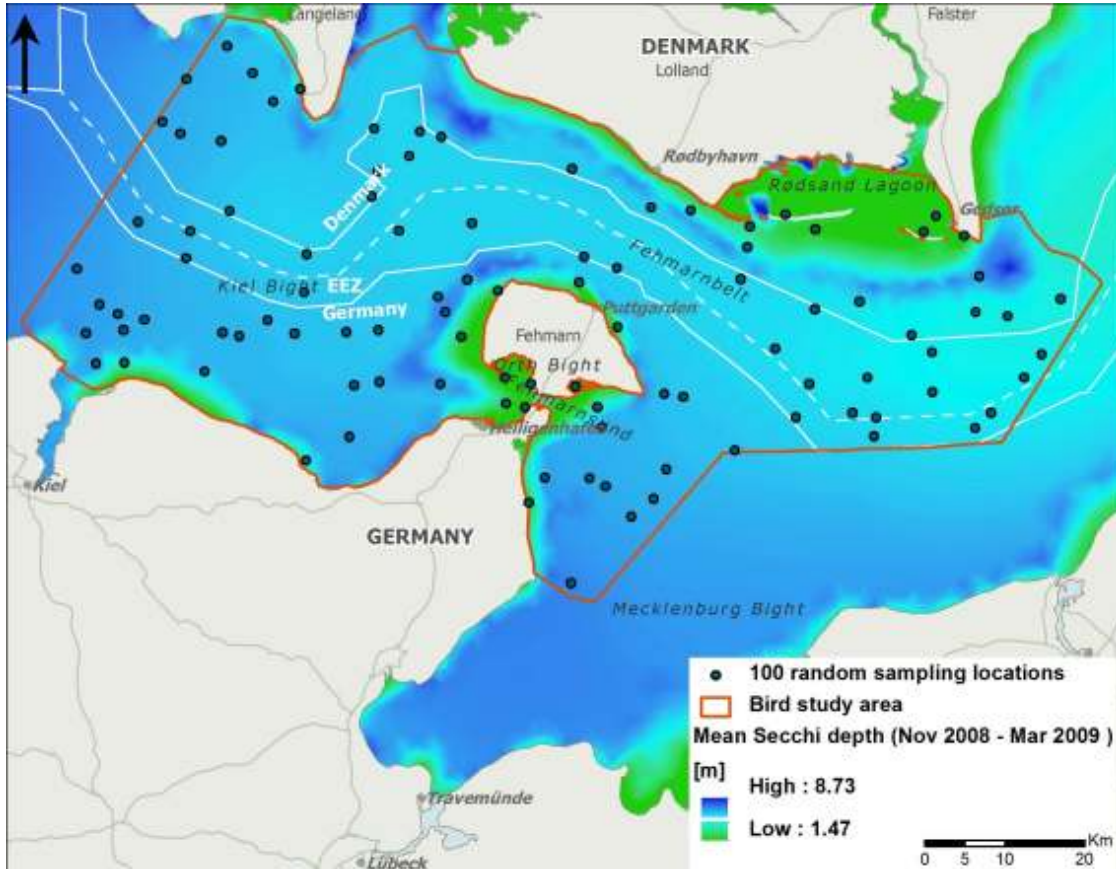 Langeland
Falster
DENMARK
Lolland
Rødbyhavn
Rødsand Lagoon
Gedser
Denmark
Fehmarnbelt
Kiel Bight
EEZ
Germany
Puttgarden
Fehmarn
Orth Bight
Fehmarnsund
Heiligenhafen
Kiel
GERMANY
Mecklenburg Bight
100 random sampling locations
Bird study area
Mean Secchi depth (Nov 2008 - Mar 2009 )
[m]
High : 8.73
Low : 1.47
Km
0 5 10 20
Travemünde
Lübeck